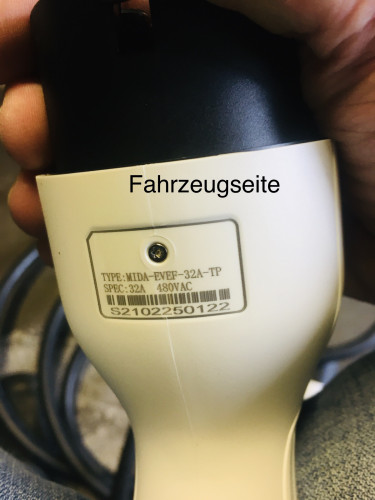 Fahrzeugseite
TYPE:MIDA-EVEF-32A-TP
SPEC:32A 480VAC
S2102250122